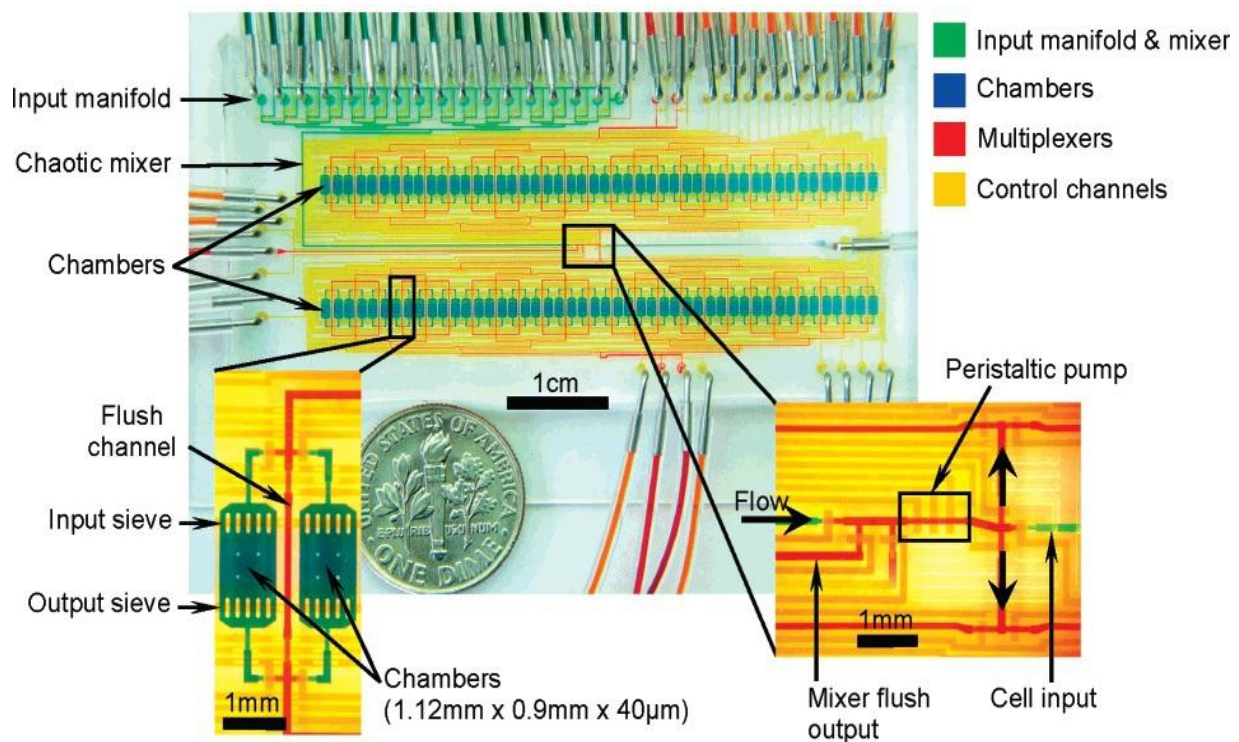 Input manifold & mixer
Chambers
Multiplexers
Control channels
Input manifold
Chaotic mixer
Chambers
1cm
Peristaltic pump
Flush
channel
Input sieve
Output sieve
UNITED STATES OF AMERICA
E PLURIBUS UNUM
ONE DIME
Flow
1mm
Chambers
(1.12mm x 0.9mm x 40µm)
1mm
Mixer flush
output
Cell input